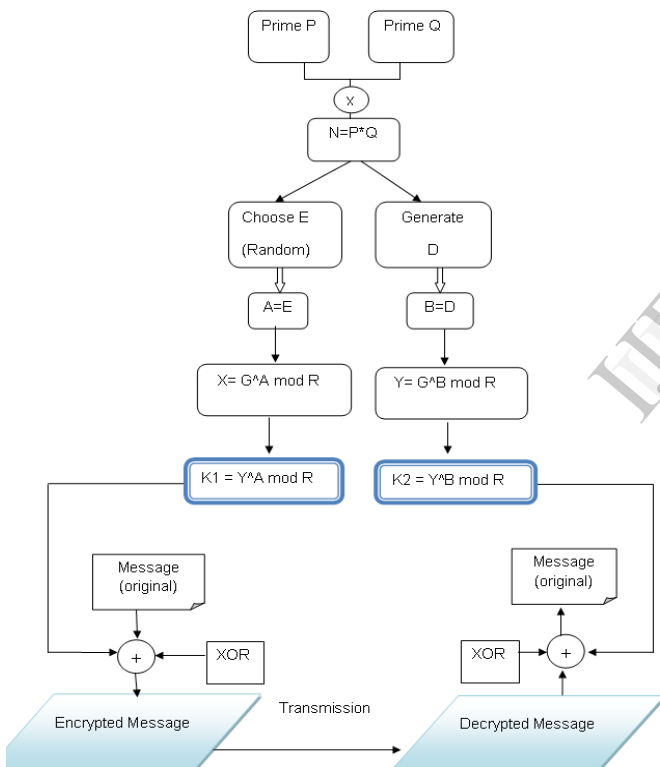 Prime P
Prime Q
X
N=P*Q
Choose E
(Random)
Generate
D
A=E
B=D
X= G^A mod R
Y= G^B mod R
K1 = Y^A mod R
K2 = Y^B mod R
Message
(original)
Message
(original)
+
XOR
XOR
+
Encrypted Message
Transmission
Decrypted Message